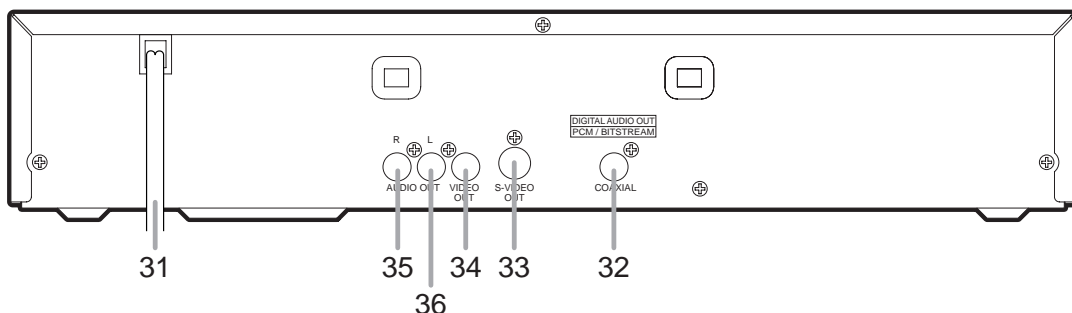 DIGITAL AUDIO OUT
PCM / BITSTREAM
R L
AUDIO OUT
VIDEO
OUT
S-VIDEO
OUT
COAXIAL
31 35 34 33 32
36